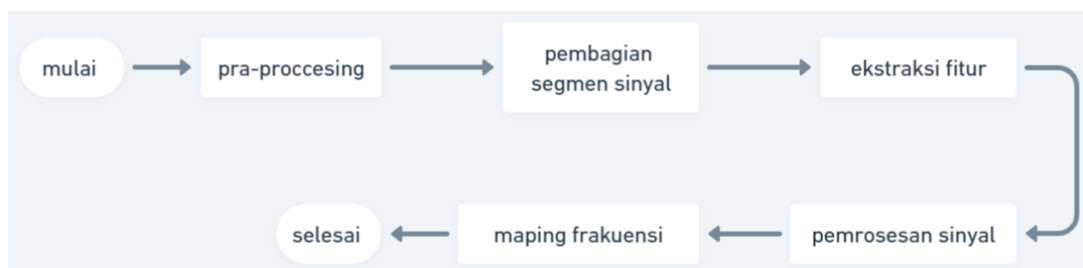 mulai
pra-proccesing
pembagian
segmen sinyal
ekstraksi fitur
pemrosesan sinyal
maping frakuensi
selesai